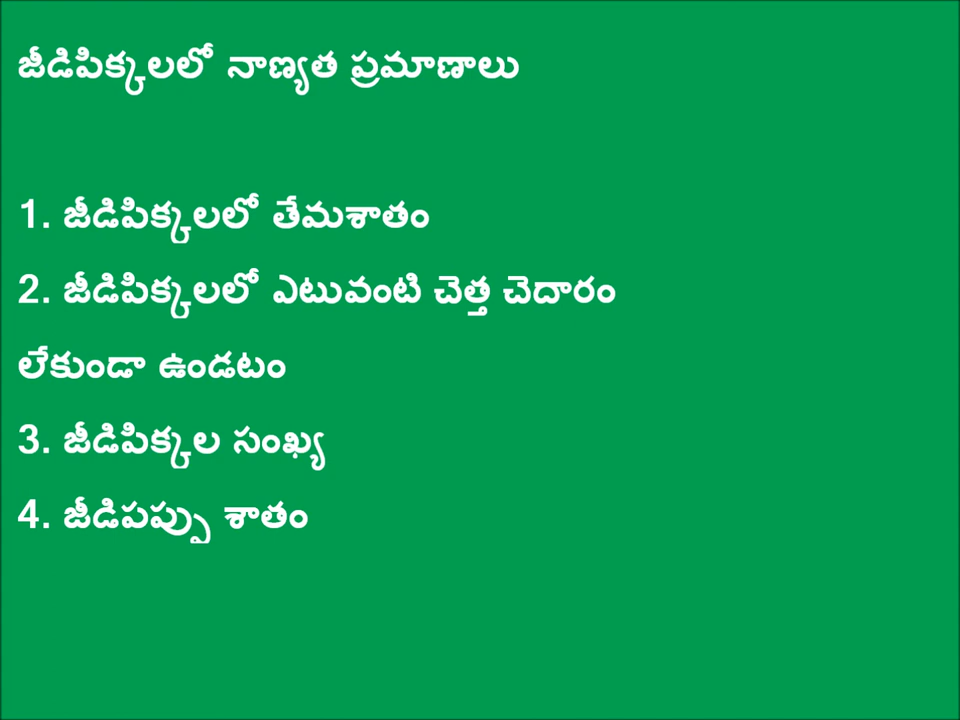 జీడిపిక్కలలో నాణ్యత ప్రమాణాలు
1. జీడిపిక్కలలో తేమశాతం
2. జీడిపిక్కలలో ఎటువంటి చెత్త చెదారం
లేకుండా ఉండటం
3. జీడిపిక్కల సంఖ్య
4. జీడిపప్పు శాతం